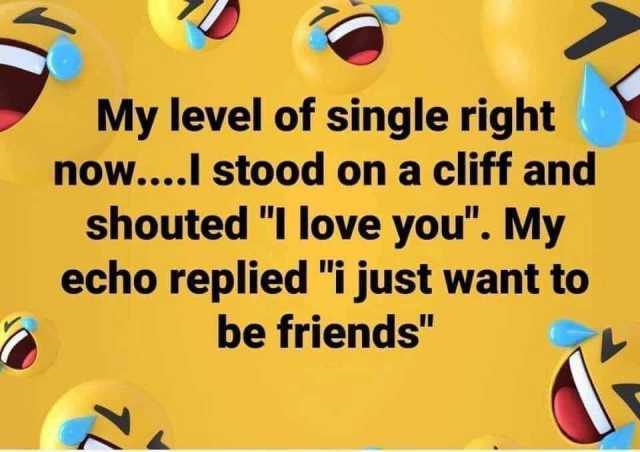 My level of single right
now....I stood on a cliff and
shouted "I love you". My
echo replied "i just want to
be friends"